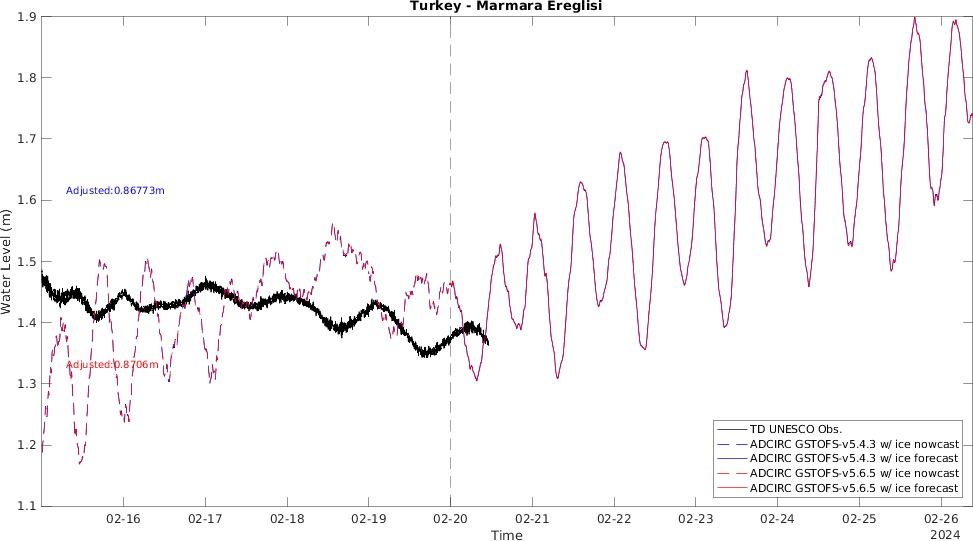 Turkey - Marmara Ereglisi
1.9
1.8
1.7
1.6
1.5
1.4
1.3
1.2
1.1
Water Level (m)
Adjusted:0.86773m
Adjusted:0.8706m
TD UNESCO Obs.
ADCIRC GSTOFS-v5.4.3 w/ ice nowcast
ADCIRC GSTOFS-v5.4.3 w/ ice forecast
ADCIRC GSTOFS-v5.6.5 w/ ice nowcast
ADCIRC GSTOFS-v5.6.5 w/ ice forecast
02-16 02-17 02-18 02-19 02-20 02-21 02-22 02-23 02-24 02-25 02-26
2024
Time